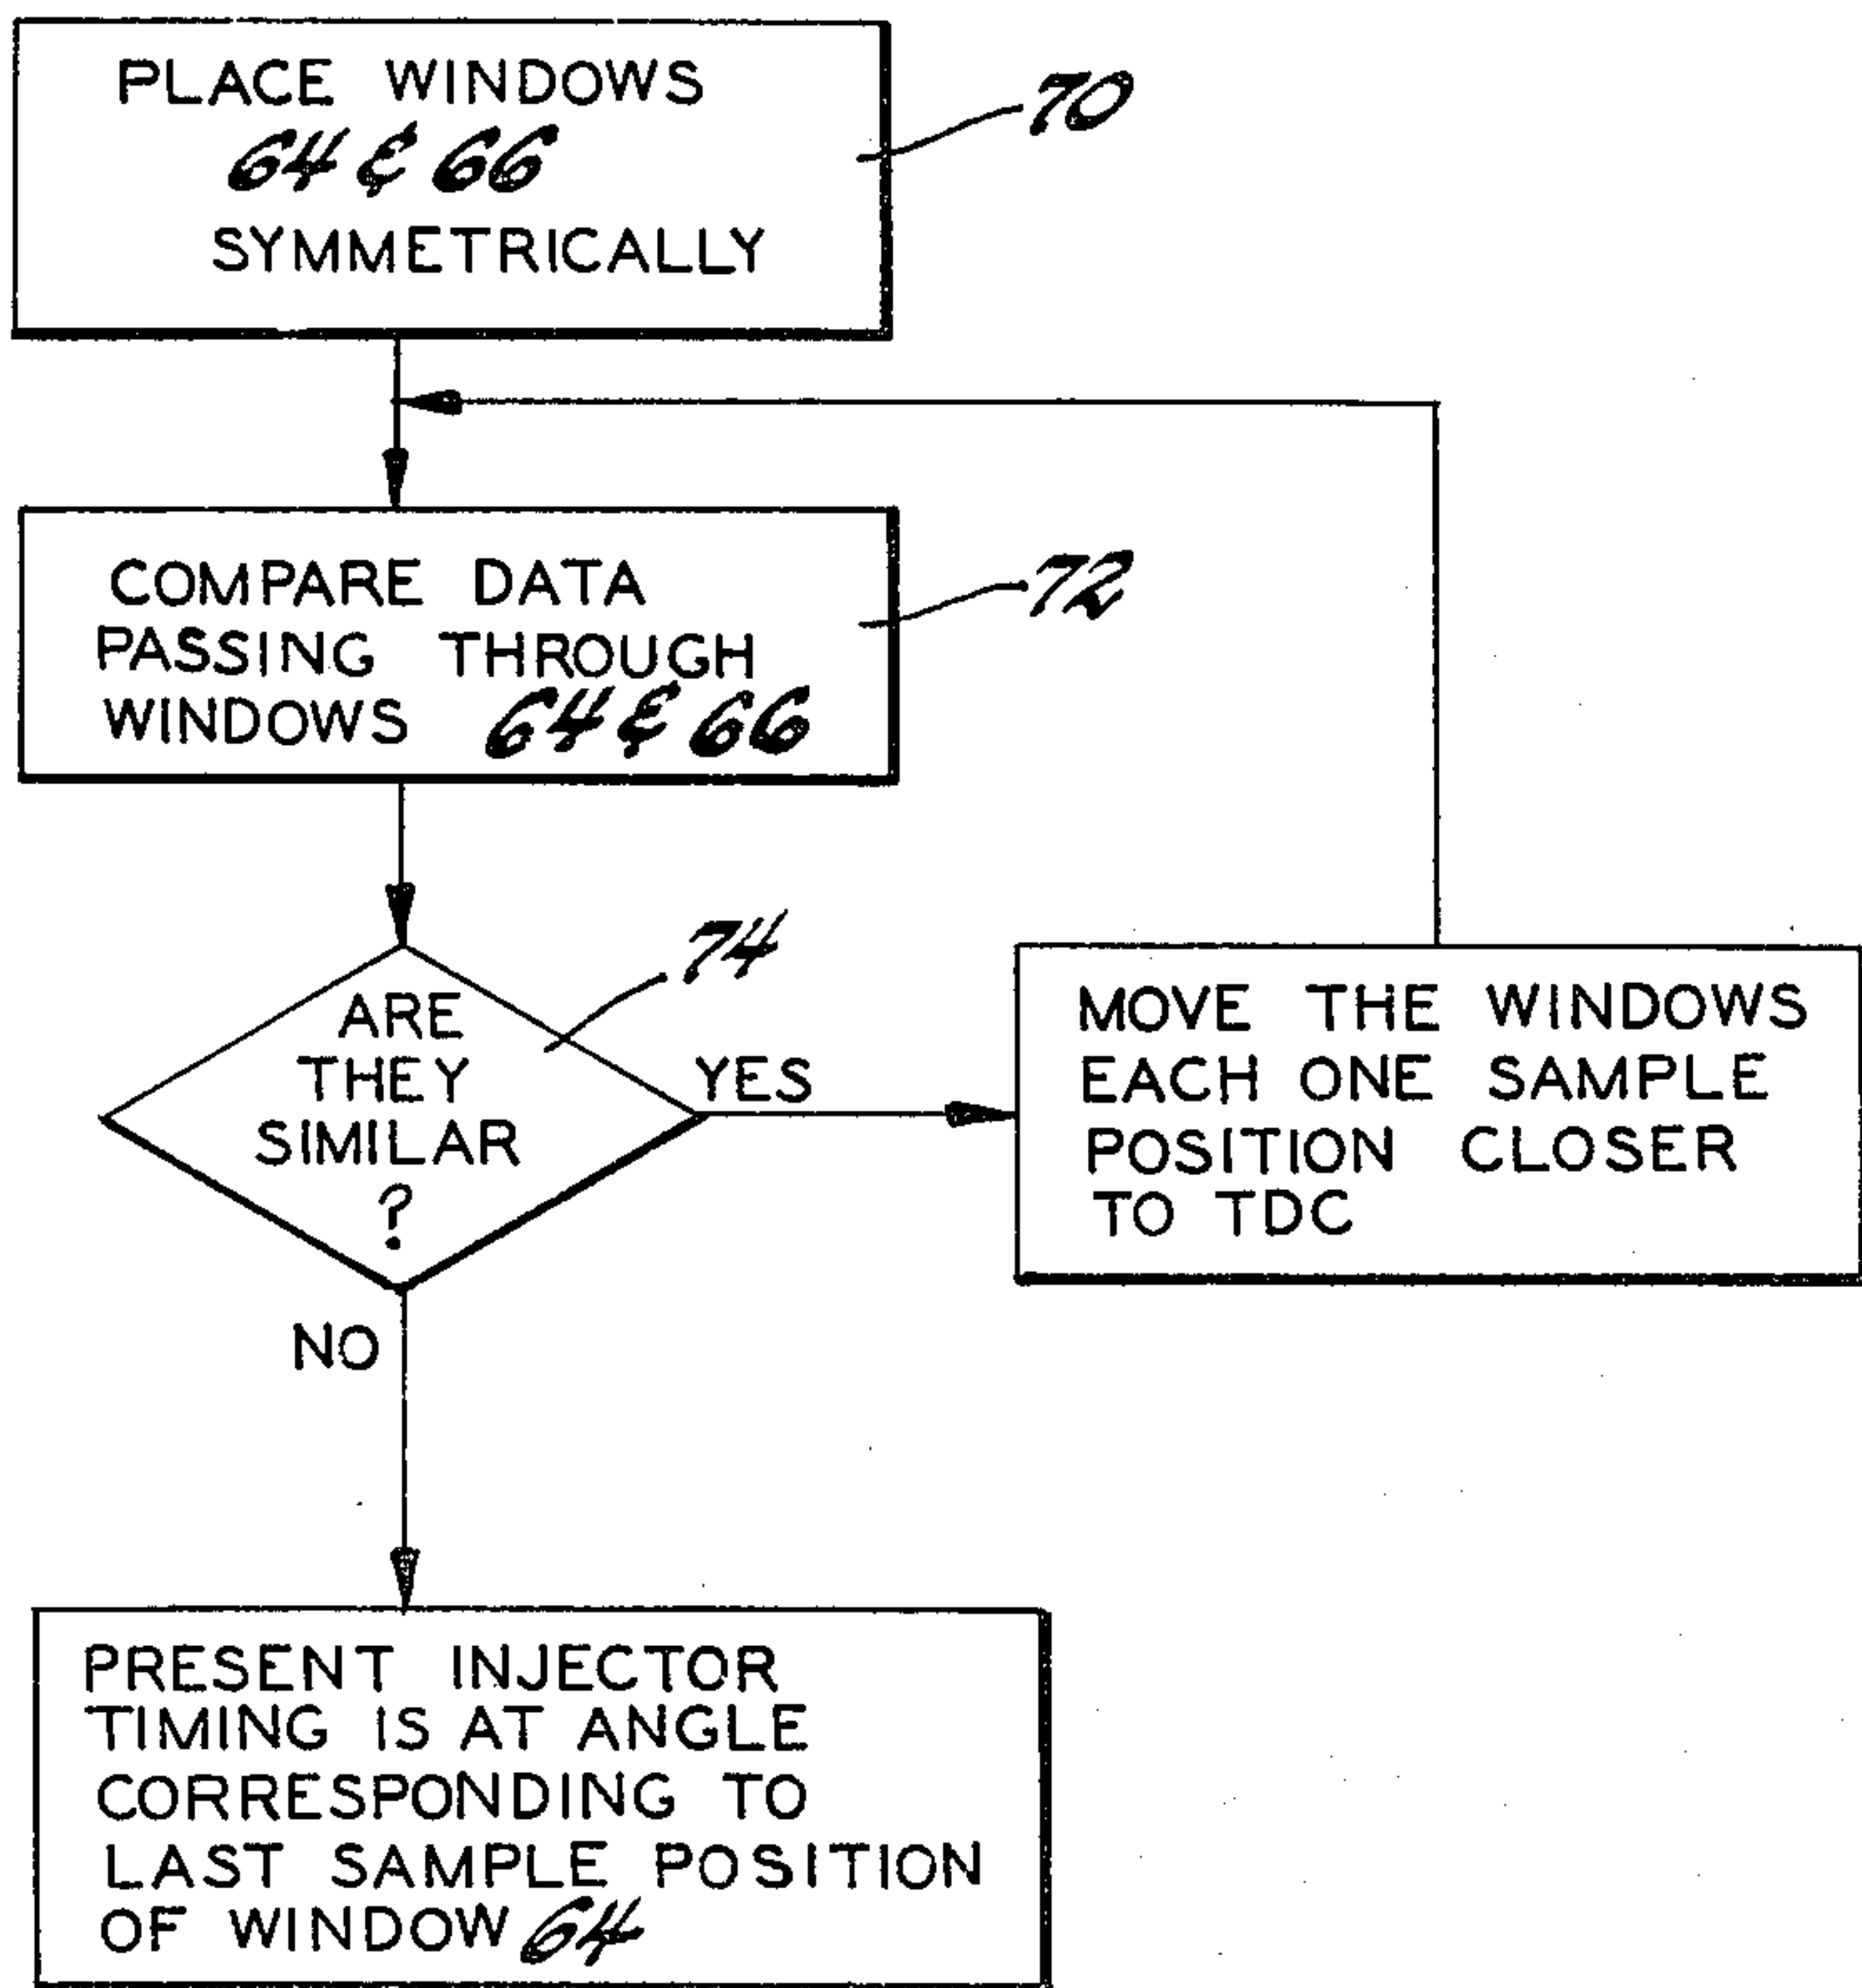 PLACE WINDOWS
64 & 66
SYMMETRICALLY
70
COMPARE DATA
PASSING THROUGH
WINDOWS 64 & 66
72
ARE
THEY
SIMILAR
?
74
YES
MOVE THE WINDOWS
EACH ONE SAMPLE
POSITION CLOSER
TO TDC
NO
PRESENT INJECTOR
TIMING IS AT ANGLE
CORRESPONDING TO
LAST SAMPLE POSITION
OF WINDOW 64